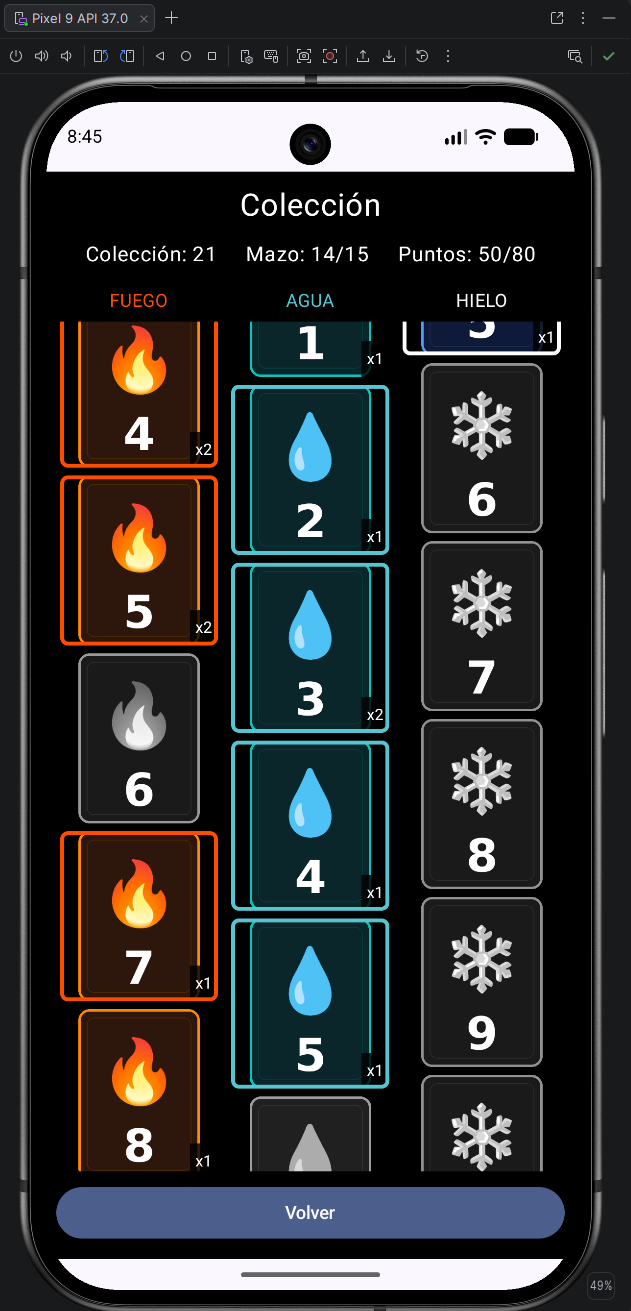 Pixel 9 API 37.0
8:45
Colección
Colección: 21 Mazo: 14/15 Puntos: 50/80
FUEGO AGUA HIELO
4 x2
5 x2
6
7 x1
8 x1
1 x1
2 x1
3 x2
4 x1
5 x1
x1
6
7
8
9
Volver
49%